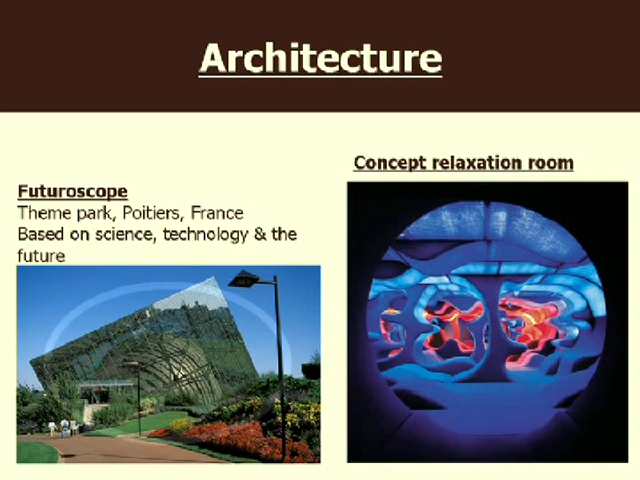 Architecture
Futuroscope
Theme park, Poitiers, France
Based on science, technology & the
future
Concept relaxation room